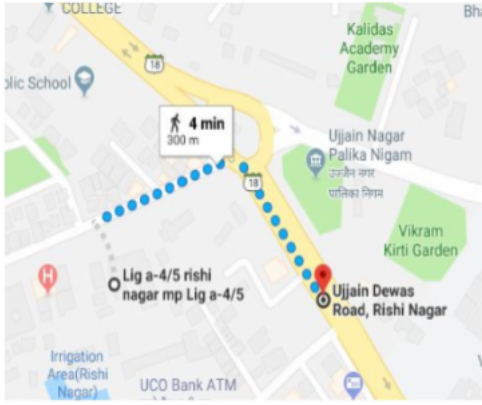 COLLEGE
Bha
Kalidas
Academy
Garden
18
olic School
4 min
300 m
Ujjain Nagar
Palika Nigam
उज्जैन नगर
पालिका निगम
18
Vikram
Kirti Garden
H
Lig a-4/5 rishi
nagar mp Lig a-4/5
Ujjain Dewas
Road, Rishi Nagar
Irrigation
Area(Rishi
Nagar)
UCO Bank ATM